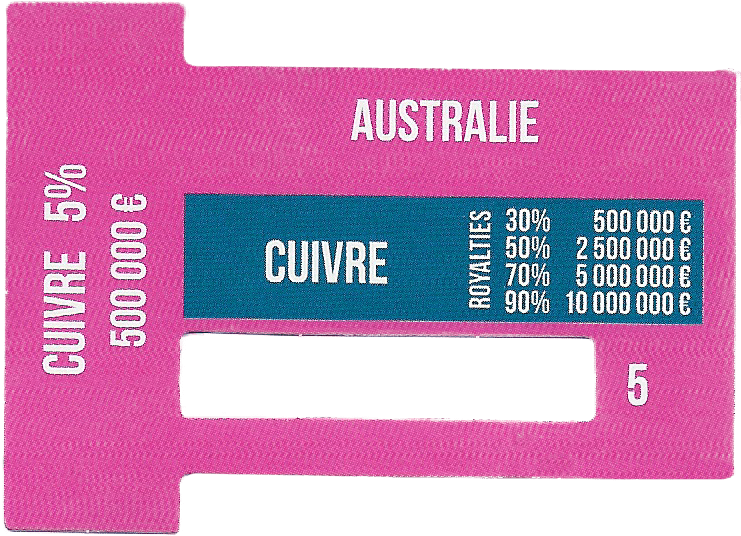 AUSTRALIE
CUIVRE 5%
500 000 €
CUIVRE
ROYALTIES
30% 500 000 €
50% 2 500 000 €
70% 5 000 000 €
90% 10 000 000 €
5